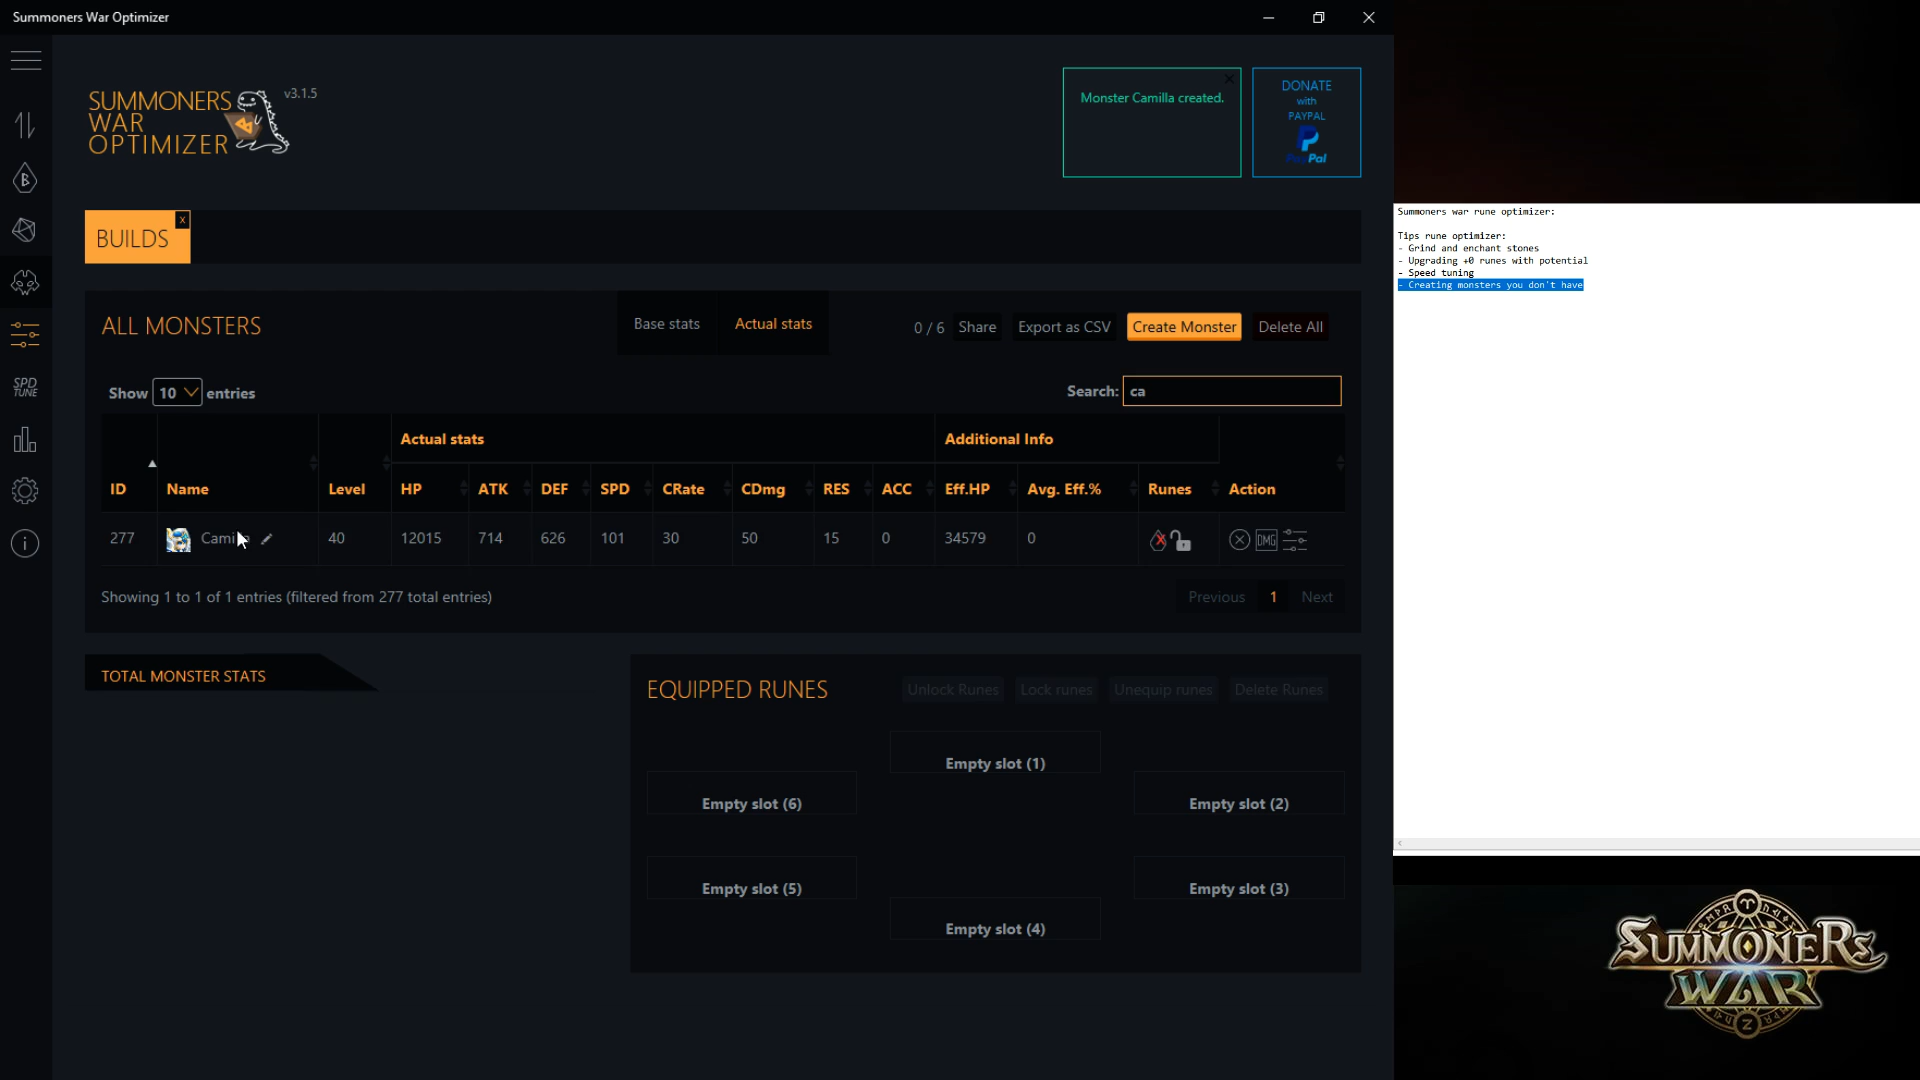 Summoners War Optimizer
SUMMONERS
WAR
OPTIMIZER
v3.1.5
Monster Camilla created.
x
DONATE
with
PAYPAL
PayPal
BUILDS
x
ALL MONSTERS
Base stats
Actual stats
0 / 6
Share
Export as CSV
Create Monster
Delete All
Show 10 entries
Search: ca
Actual stats
Additional Info
ID
Name
Level
HP
ATK
DEF
SPD
CRate
CDmg
RES
ACC
Eff.HP
Avg. Eff.%
Runes
Action
277
40
12015
714
626
101
30
50
15
0
34579
0
DMG
Showing 1 to 1 of 1 entries (filtered from 277 total entries)
Previous
1
Next
TOTAL MONSTER STATS
EQUIPPED RUNES
Unlock Runes
Lock runes
Unequip runes
Delete Runes
Empty slot (1)
Empty slot (6)
Empty slot (2)
Empty slot (5)
Empty slot (3)
Empty slot (4)
B
SPD
TUNE
Summoners war rune optimizer:
Tips rune optimizer:
- Grind and enchant stones
- Upgrading +0 runes with potential
- Speed tuning
- Creating monsters you don't have
SUMMONERS
WAR